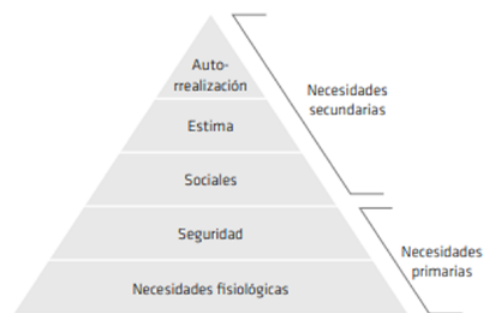 Auto-
rrealización
Estima
Sociales
Seguridad
Necesidades fisiológicas
Necesidades
secundarias
Necesidades
primarias